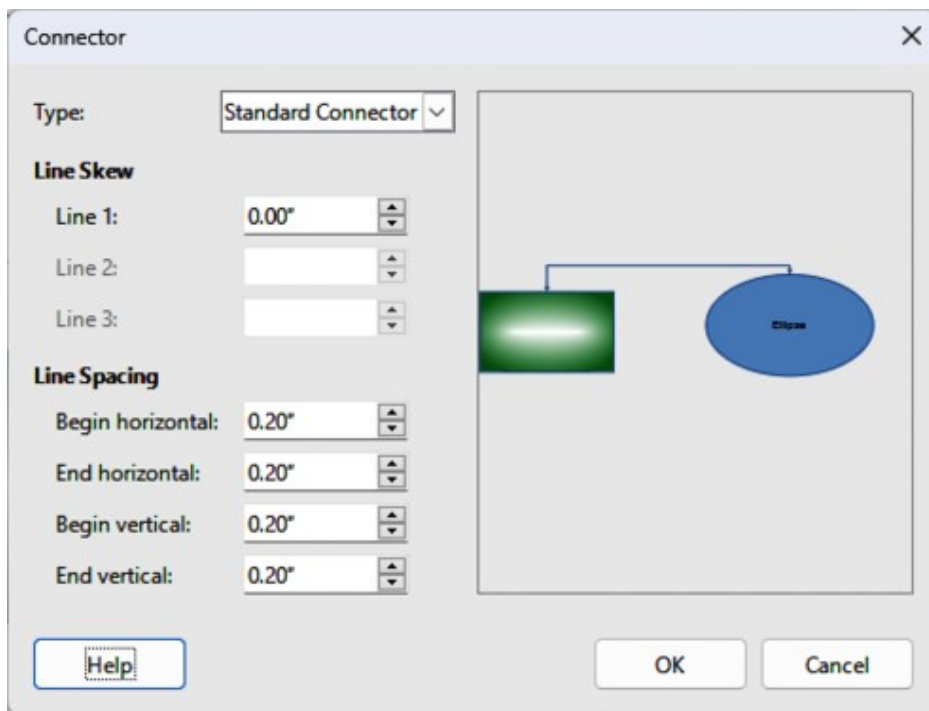 Connector
Type: Standard Connector
Line Skew
Line 1: 0.00"
Line 2:
Line 3:
Line Spacing
Begin horizontal: 0.20"
End horizontal: 0.20"
Begin vertical: 0.20"
End vertical: 0.20"
Ellipse
Help OK Cancel